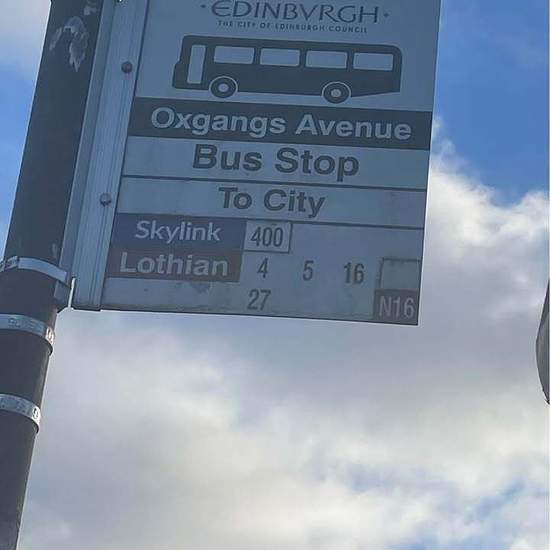 ·EDINBVRGH·
THE CITY OF EDINBURGH COUNCIL
Oxgangs Avenue
Bus Stop
To City
Skylink 400
Lothian 4 5 16
27 N16